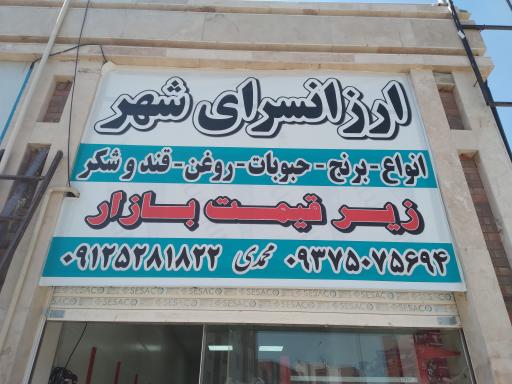 ارزانسرای شهر
انواع - برنج - حبوبات - روغن - قند و شکر
زیر قیمت بازار
۰۹۳۷۵۰۷۵۶۹۴ محمدی ۰۹۱۲۵۲۸۱۸۲۲
SESACO SESACO SESACO SESACO SESACO SESACO